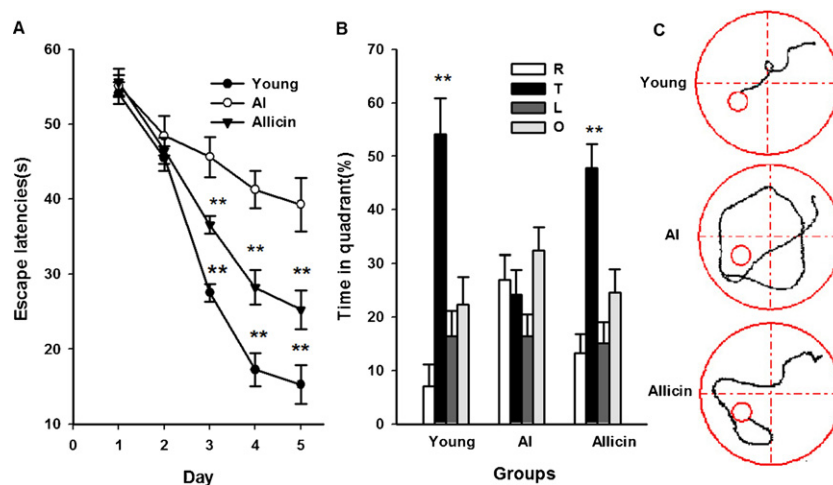 A
Escape latencies(s)
60
50
40
30
20
10
Young
AI
Allicin
**
**
**
**
**
**
0 1 2 3 4 5
Day
B
Time in quadrant(%)
70
60
50
40
30
20
10
0
R
T
L
O
**
**
Young AI Allicin
Groups
C
Young
AI
Allicin